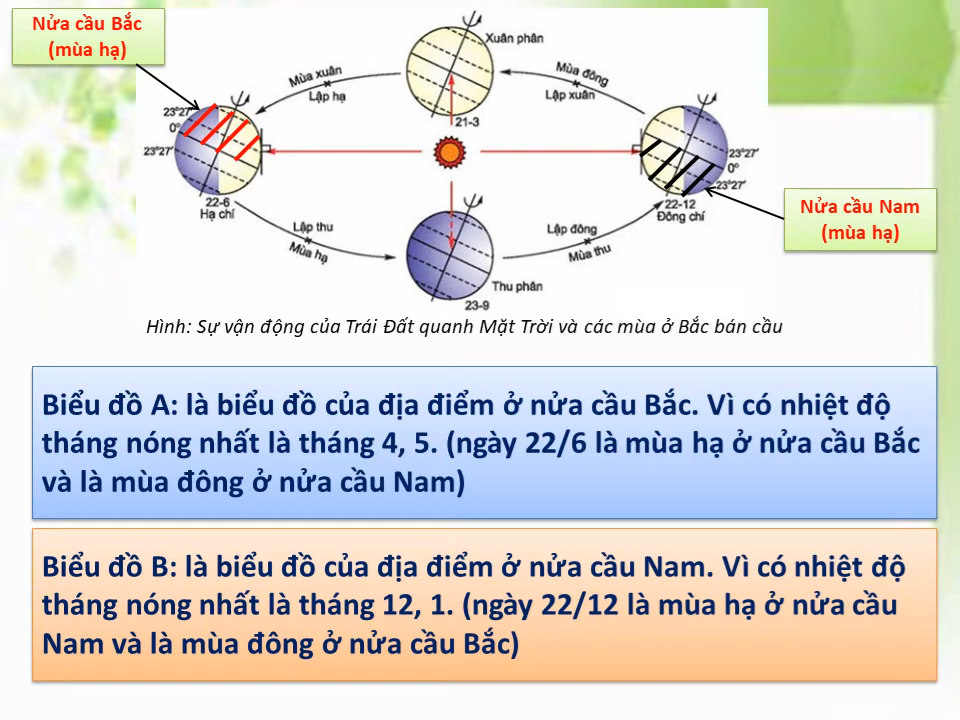 Nửa cầu Bắc
(mùa hạ)
Xuân phân
Mùa xuân
Lập hạ
Mùa đông
Lập xuân
21-3
23°27'
0°
23°27'
22-6
Hạ chí
23°27'
0°
23°27'
22-12
Đông chí
Nửa cầu Nam
(mùa hạ)
Lập thu
Mùa hạ
Lập đông
Mùa thu
Thu phân
23-9
Hình: Sự vận động của Trái Đất quanh Mặt Trời và các mùa ở Bắc bán cầu
Biểu đồ A: là biểu đồ của địa điểm ở nửa cầu Bắc. Vì có nhiệt độ
tháng nóng nhất là tháng 4, 5. (ngày 22/6 là mùa hạ ở nửa cầu Bắc
và là mùa đông ở nửa cầu Nam)
Biểu đồ B: là biểu đồ của địa điểm ở nửa cầu Nam. Vì có nhiệt độ
tháng nóng nhất là tháng 12, 1. (ngày 22/12 là mùa hạ ở nửa cầu
Nam và là mùa đông ở nửa cầu Bắc)